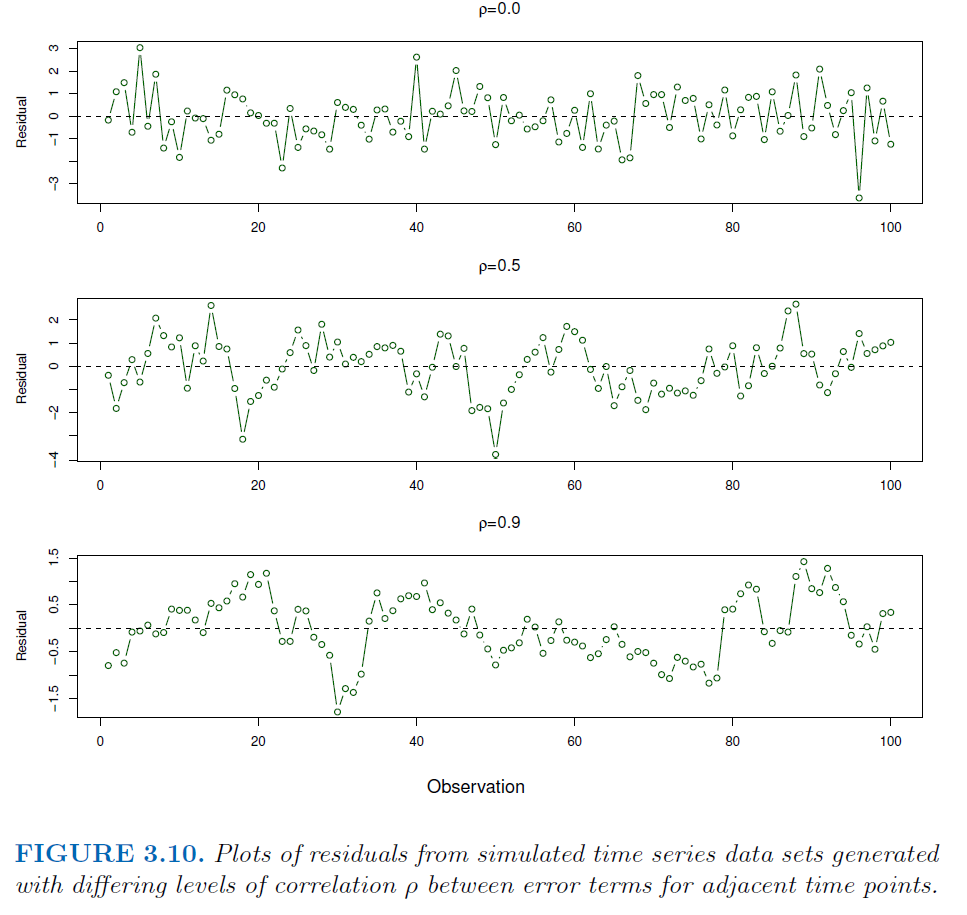 ρ=0.0
Residual
3
2
1
0
−1
−3
0 20 40 60 80 100
ρ=0.5
Residual
2
1
0
−2
−4
0 20 40 60 80 100
ρ=0.9
Residual
1.5
0.5
−0.5
−1.5
0 20 40 60 80 100
Observation
FIGURE 3.10. Plots of residuals from simulated time series data sets generated
with differing levels of correlation ρ between error terms for adjacent time points.